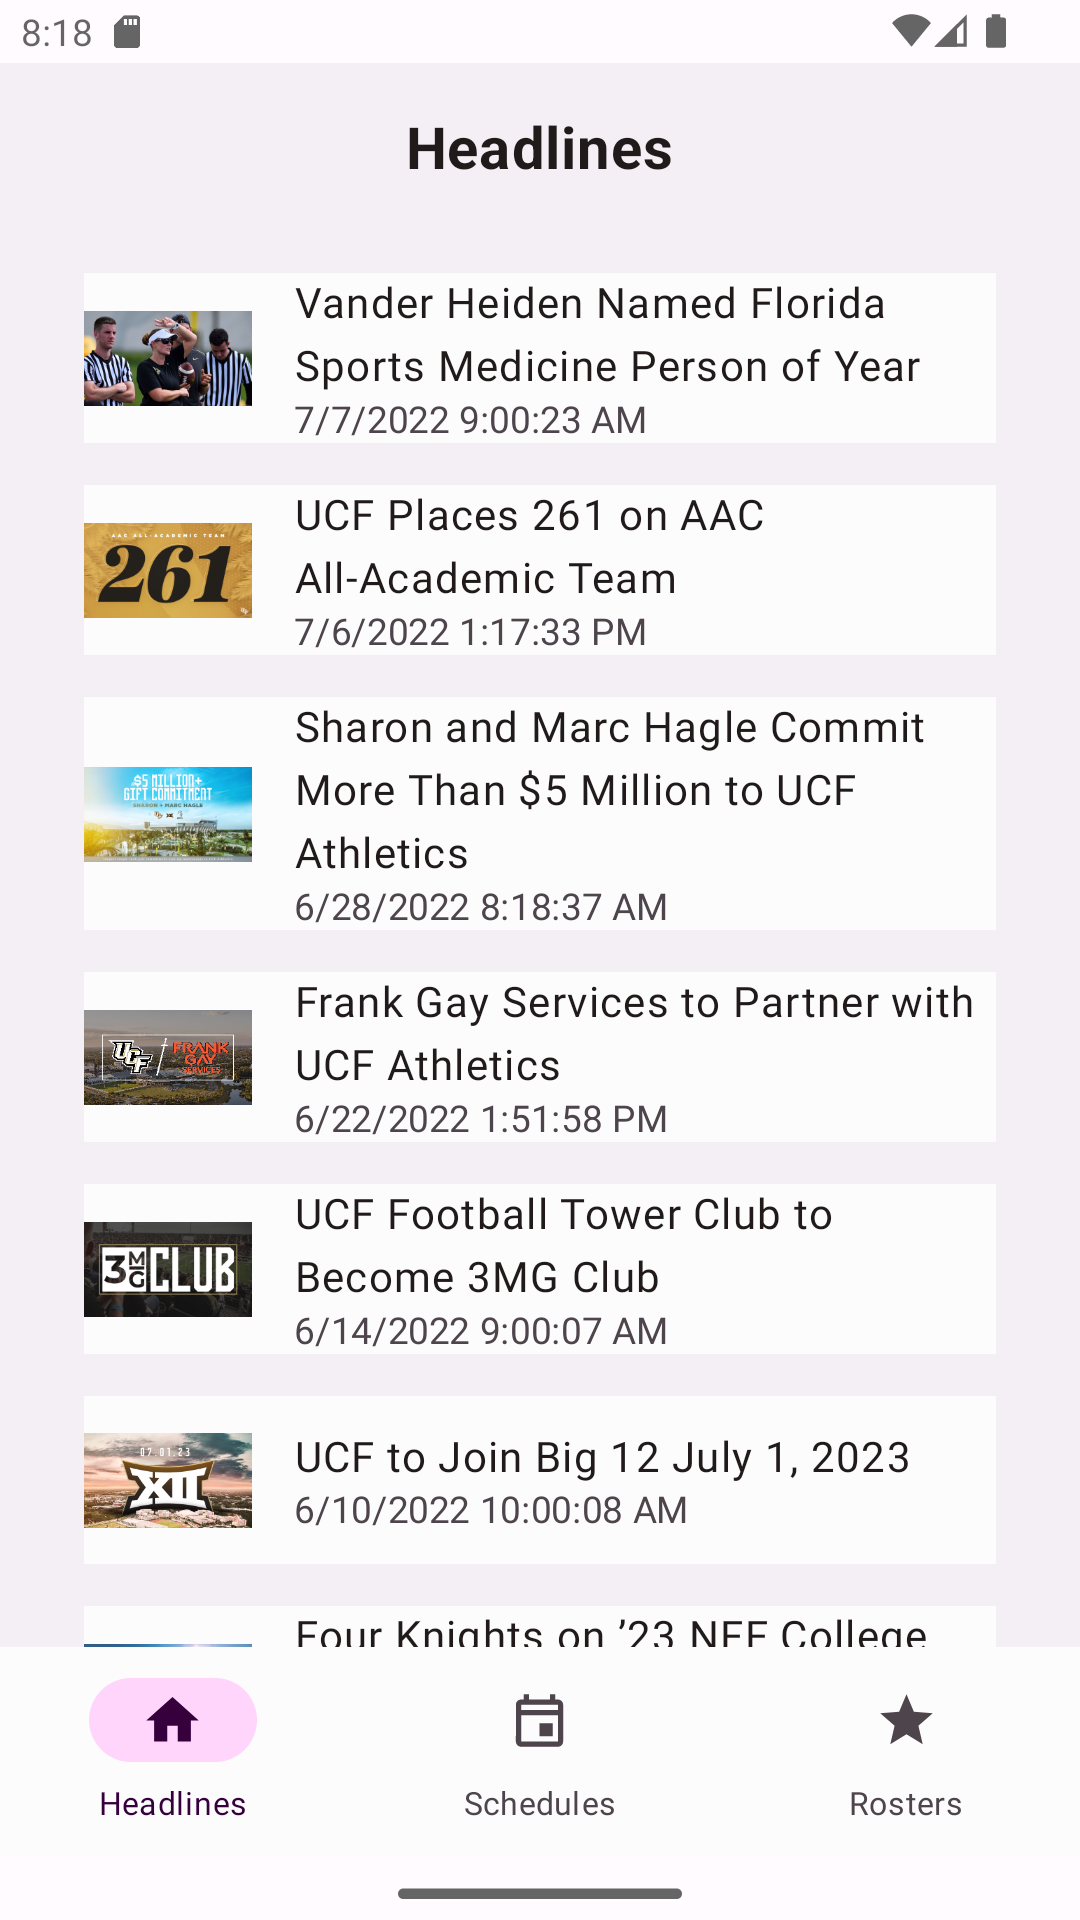 8:18
Headlines
Vander Heiden Named Florida
Sports Medicine Person of Year
7/7/2022 9:00:23 AM
AAC ALL-ACADEMIC TEAM
261
UCF Places 261 on AAC
All-Academic Team
7/6/2022 1:17:33 PM
$5 MILLION+
GIFT COMMITMENT
SHARON + MARC HAGLE
Sharon and Marc Hagle Commit
More Than $5 Million to UCF
Athletics
6/28/2022 8:18:37 AM
UCF
FRANK
GAY
SERVICES
Frank Gay Services to Partner with
UCF Athletics
6/22/2022 1:51:58 PM
3MG CLUB
UCF Football Tower Club to
Become 3MG Club
6/14/2022 9:00:07 AM
07.01.23
XII
UCF to Join Big 12 July 1, 2023
6/10/2022 10:00:08 AM
Four Knights on ’23 NFF College
Headlines
Schedules
Rosters